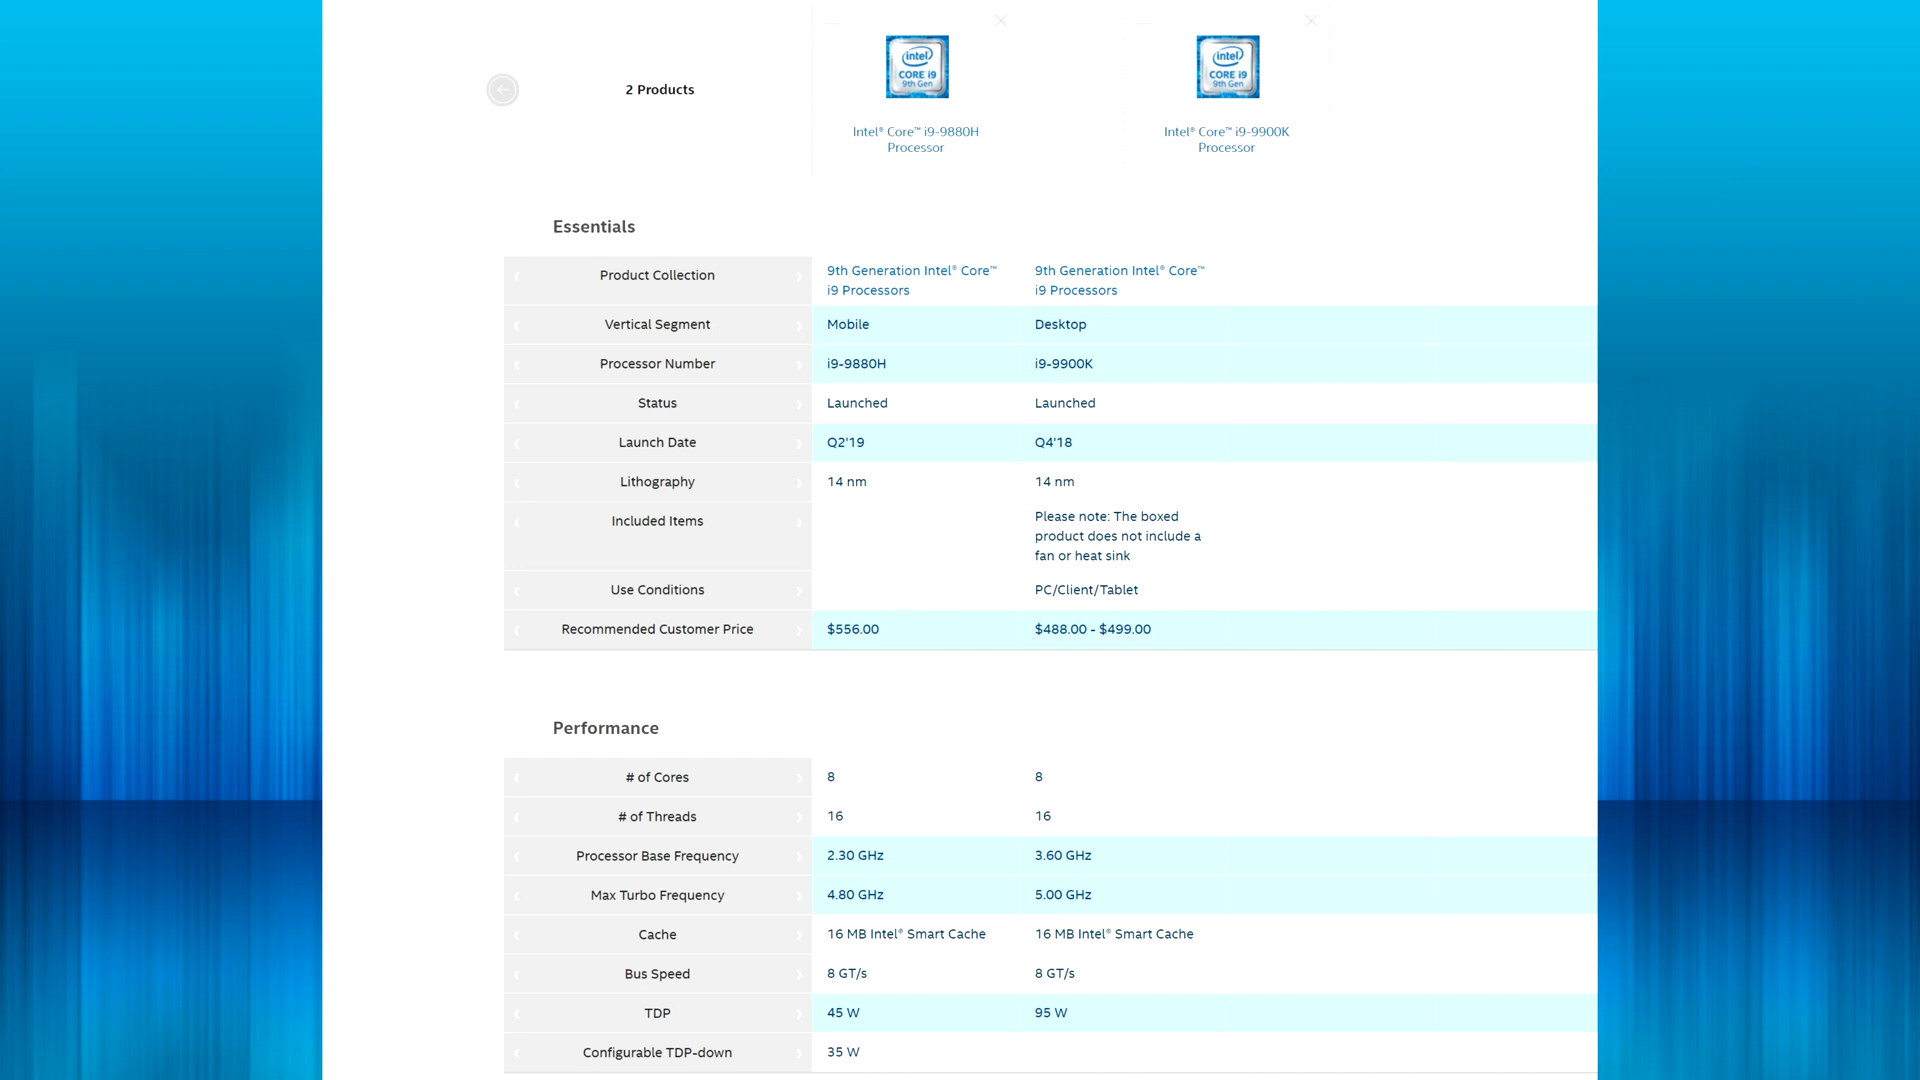 2 Products
intel
CORE i9
9th Gen
Intel® Core™ i9-9880H
Processor
intel
CORE i9
9th Gen
Intel® Core™ i9-9900K
Processor
Essentials
Product Collection
9th Generation Intel® Core™
i9 Processors
9th Generation Intel® Core™
i9 Processors
Vertical Segment Mobile Desktop
Processor Number i9-9880H i9-9900K
Status Launched Launched
Launch Date Q2'19 Q4'18
Lithography 14 nm 14 nm
Included Items
Please note: The boxed
product does not include a
fan or heat sink
Use Conditions PC/Client/Tablet
Recommended Customer Price $556.00 $488.00 - $499.00
Performance
# of Cores 8 8
# of Threads 16 16
Processor Base Frequency 2.30 GHz 3.60 GHz
Max Turbo Frequency 4.80 GHz 5.00 GHz
Cache 16 MB Intel® Smart Cache 16 MB Intel® Smart Cache
Bus Speed 8 GT/s 8 GT/s
TDP 45 W 95 W
Configurable TDP-down 35 W